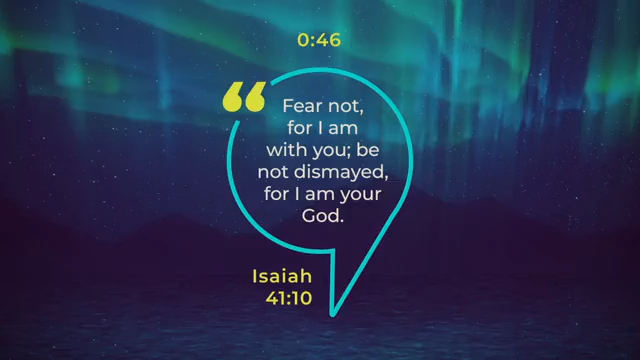 0:46
“
Fear not,
for I am
with you; be
not dismayed,
for I am your
God.
Isaiah
41:10